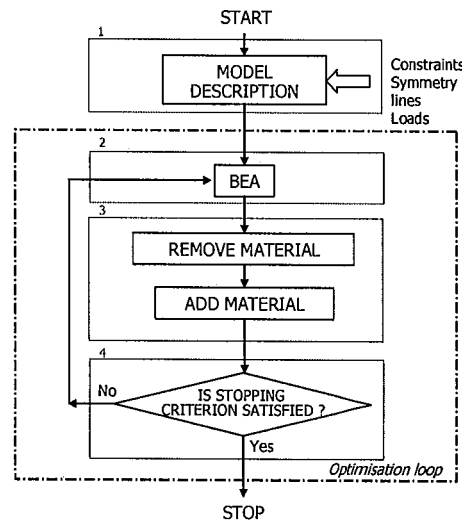 START
1
MODEL
DESCRIPTION
Constraints
Symmetry
lines
Loads
2
BEA
3
REMOVE MATERIAL
ADD MATERIAL
4
No
IS STOPPING
CRITERION SATISFIED ?
Yes
Optimisation loop
STOP